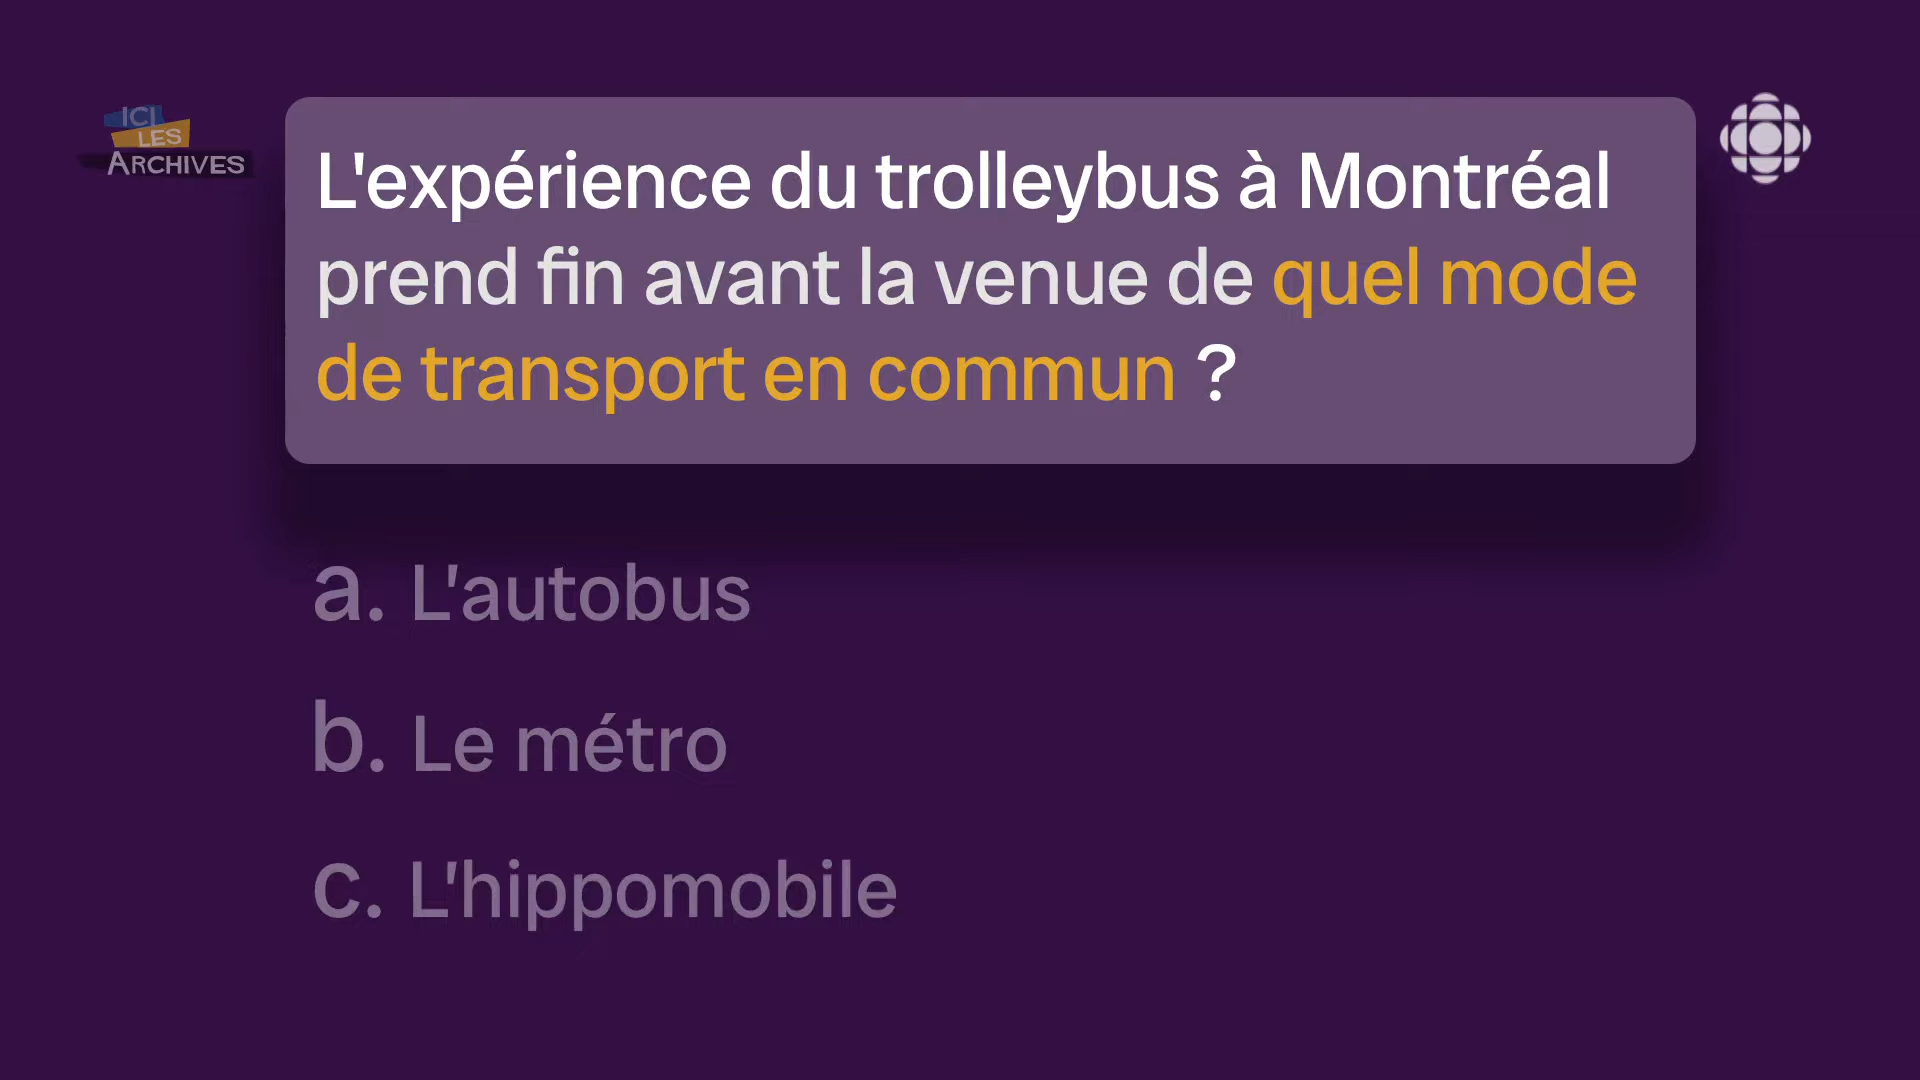 ICI
LES
ARCHIVES
L'expérience du trolleybus à Montréal
prend fin avant la venue de quel mode
de transport en commun ?
a. L'autobus
b. Le métro
c. L'hippomobile